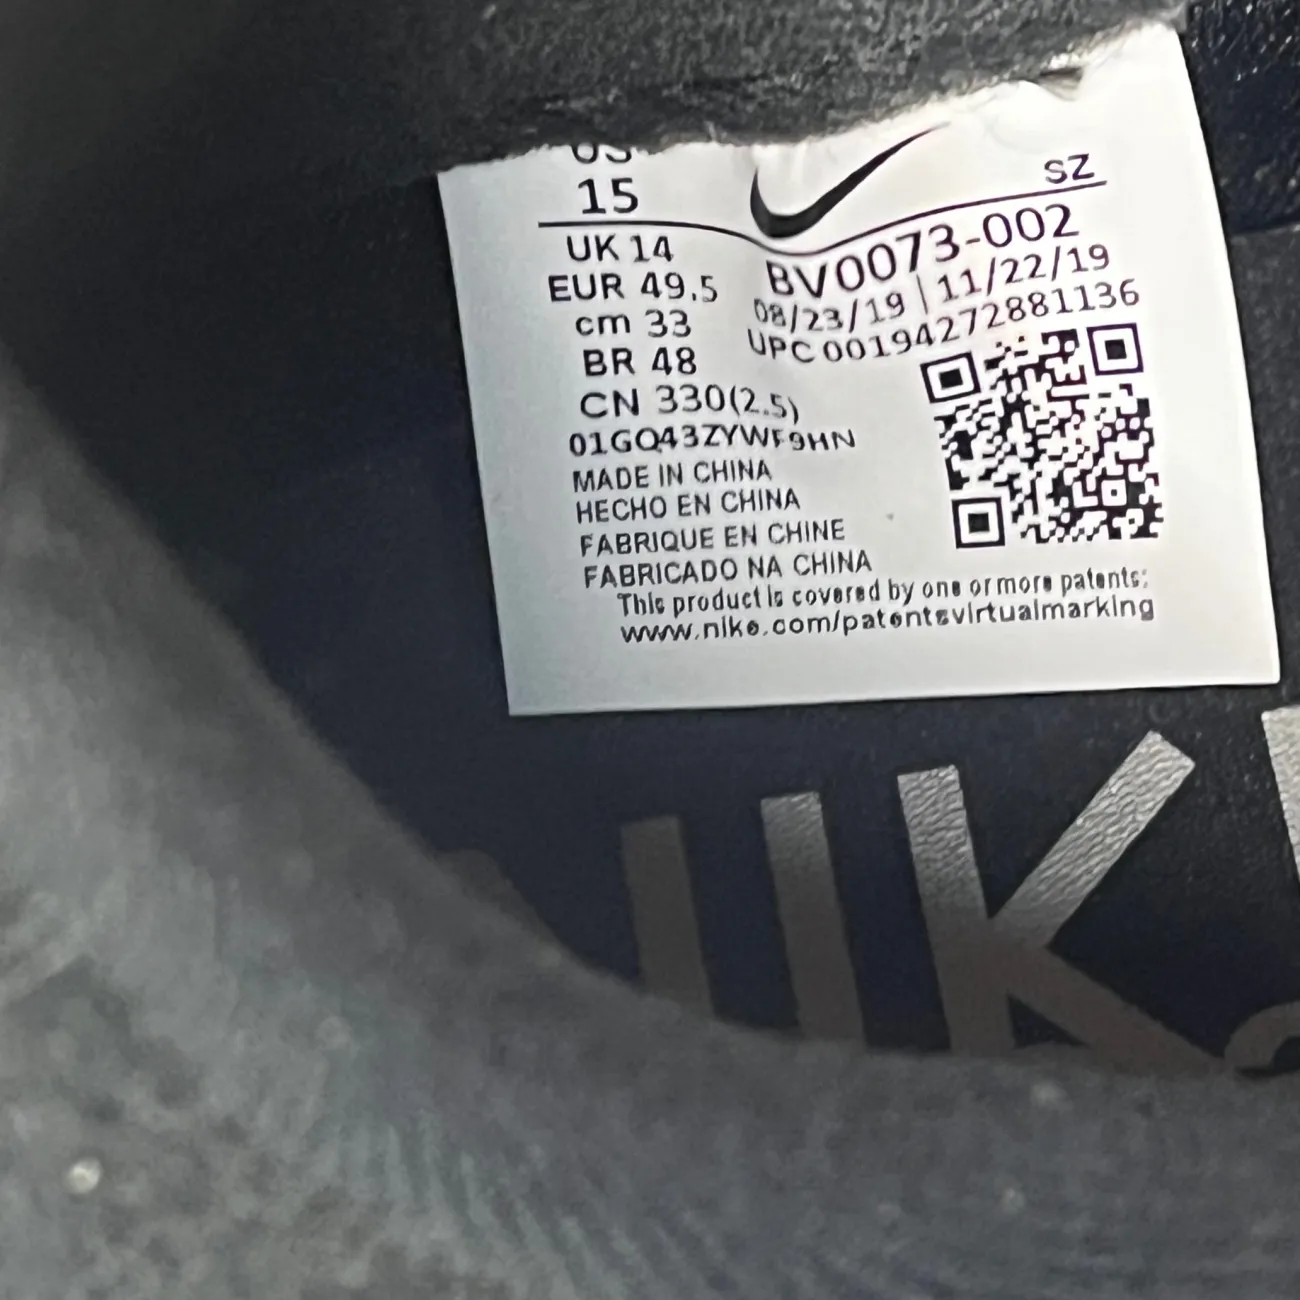 US
15
SZ
UK 14
EUR 49.5
cm 33
BR 48
CN 330(2.5)
BV0073-002
08/23/19 | 11/22/19
UPC 00194272881136
01GQ43ZYWF9HN
MADE IN CHINA
HECHO EN CHINA
FABRIQUE EN CHINE
FABRICADO NA CHINA
This product is covered by one or more patents:
www.nike.com/patentsvirtualmarking